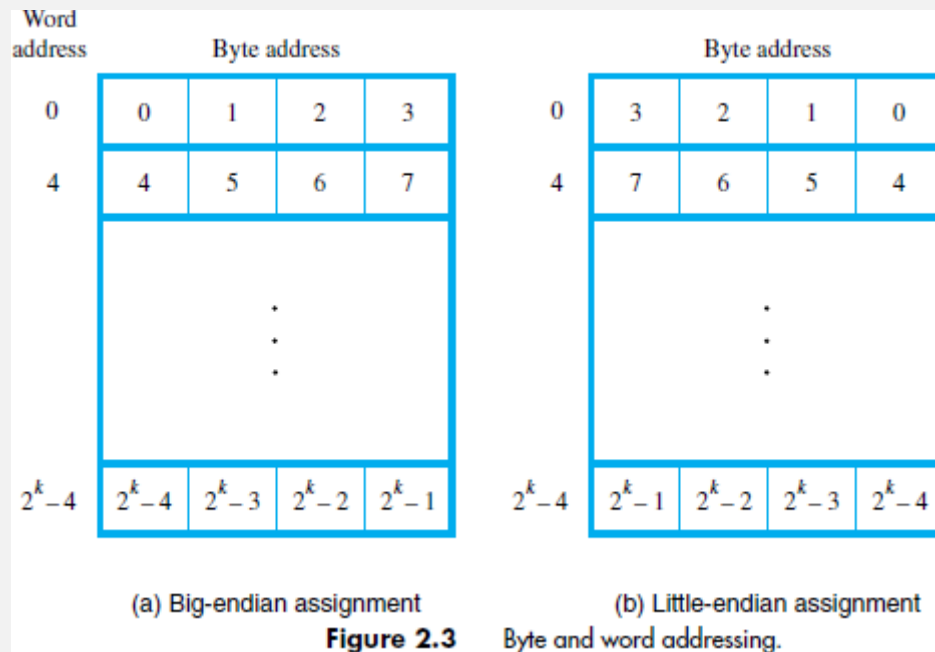 Word
address Byte address Byte address
0 0 1 2 3 0 3 2 1 0
4 4 5 6 7 4 7 6 5 4
2^k – 4 2^k – 4 2^k – 3 2^k – 2 2^k – 1 2^k – 4 2^k – 1 2^k – 2 2^k – 3 2^k – 4
(a) Big-endian assignment (b) Little-endian assignment
Figure 2.3 Byte and word addressing.